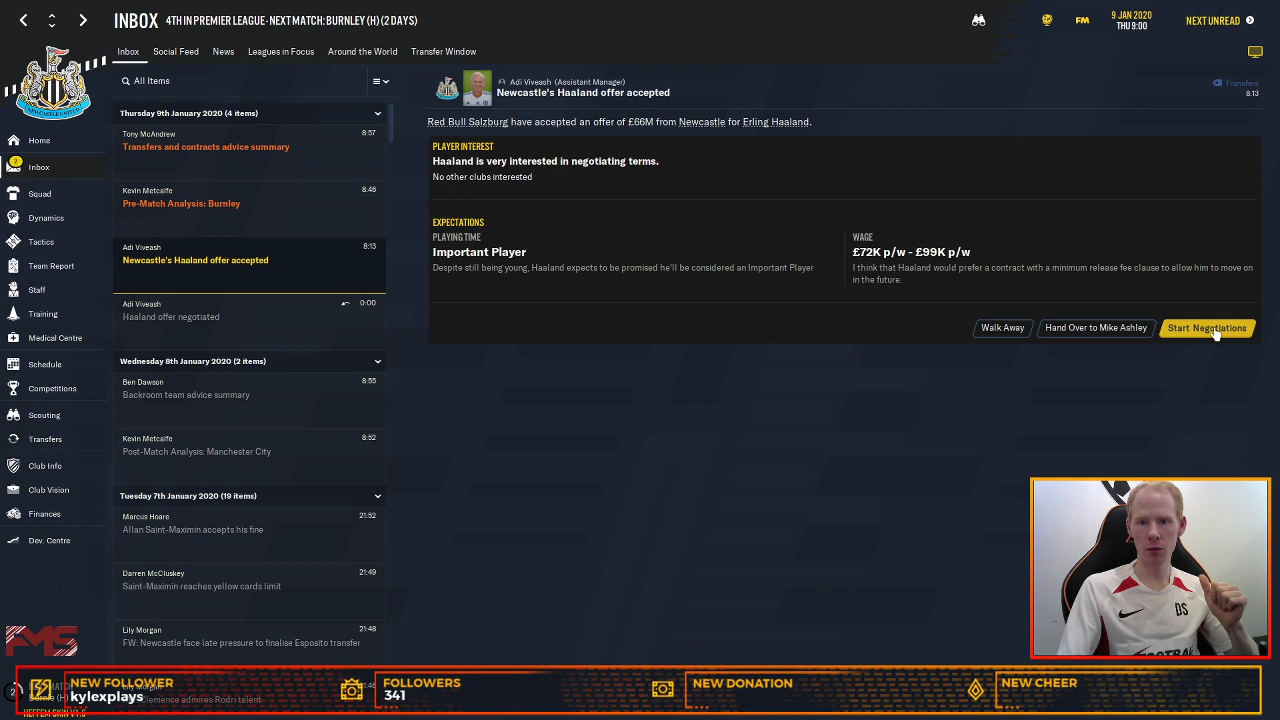 INBOX
4TH IN PREMIER LEAGUE - NEXT MATCH: BURNLEY (H) (2 DAYS)
FM
9 JAN 2020
THU 9:00
NEXT UNREAD
Inbox
Social Feed
News
Leagues in Focus
Around the World
Transfer Window
NEWCASTLE UNITED
Home
2
Inbox
Squad
Dynamics
Tactics
Team Report
Staff
Training
Medical Centre
Schedule
Competitions
Scouting
Transfers
Club Info
Club Vision
Finances
Dev. Centre
All Items
Thursday 9th January 2020 (4 items)
Tony McAndrew 8:57
Transfers and contracts advice summary
Kevin Metcalfe 8:46
Pre-Match Analysis: Burnley
Adi Viveash 8:13
Newcastle's Haaland offer accepted
Adi Viveash 0:00
Haaland offer negotiated
Wednesday 8th January 2020 (2 items)
Ben Dawson 8:55
Backroom team advice summary
Kevin Metcalfe 8:52
Post-Match Analysis: Manchester City
Tuesday 7th January 2020 (19 items)
Marcus Hoare 21:52
Allan Saint-Maximin accepts his fine
Darren McCluskey 21:49
Saint-Maximin reaches yellow cards limit
Lily Morgan 21:48
FW: Newcastle face late pressure to finalise Esposito transfer
Adi Viveash (Assistant Manager)
Newcastle's Haaland offer accepted
Transfers
8:13
Red Bull Salzburg have accepted an offer of £66M from Newcastle for Erling Haaland.
PLAYER INTEREST
Haaland is very interested in negotiating terms.
No other clubs interested
EXPECTATIONS
PLAYING TIME
Important Player
Despite still being young, Haaland expects to be promised he'll be considered an Important Player
WAGE
£72K p/w - £99K p/w
I think that Haaland would prefer a contract with a minimum release fee clause to allow him to move on
in the future.
Walk Away
Hand Over to Mike Ashley
Start Negotiations
DS
FMS
NEW FOLLOWER
kylexplays
Clemence admires Rodri talent
FOLLOWERS
341
NEW DONATION
NEW CHEER